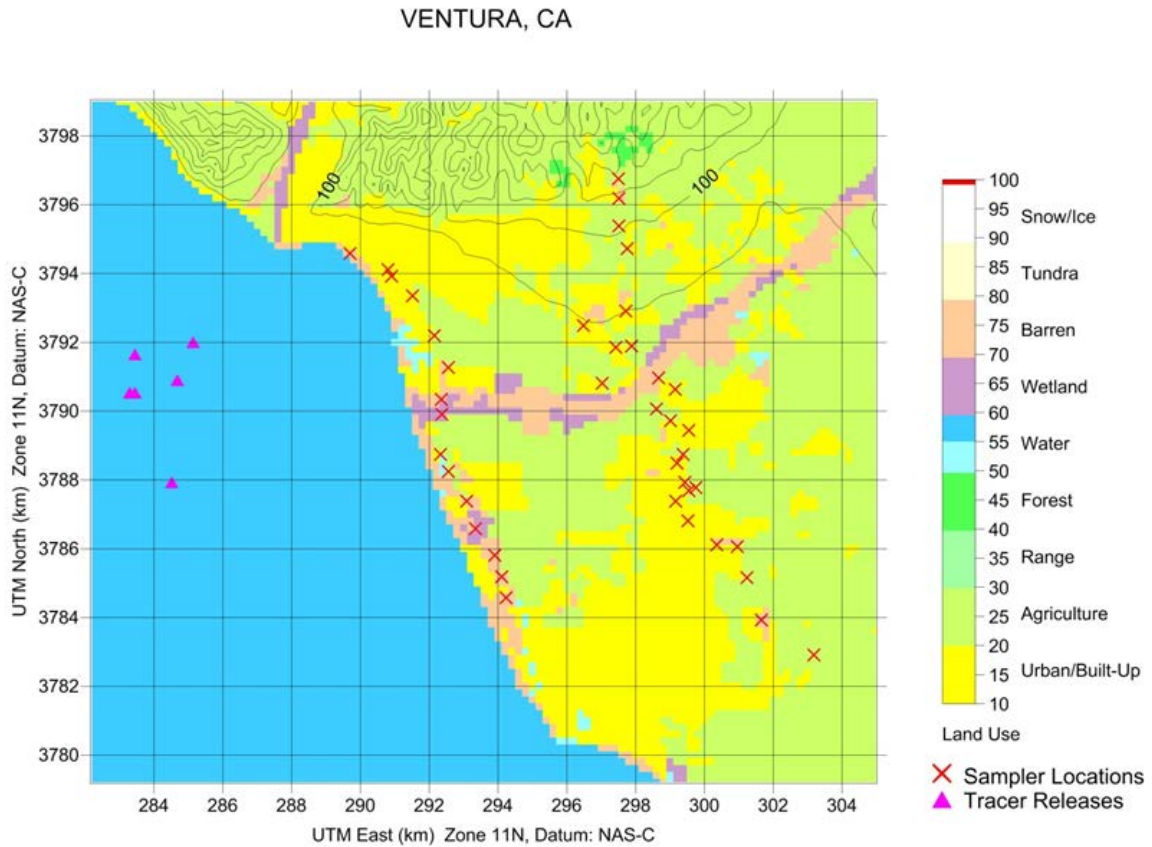 VENTURA, CA
UTM North (km)  Zone 11N, Datum: NAS-C
3798
3796
3794
3792
3790
3788
3786
3784
3782
3780
100
100
284 286 288 290 292 294 296 298 300 302 304
UTM East (km)  Zone 11N, Datum: NAS-C
100
95 Snow/Ice
90
85 Tundra
80
75 Barren
70
65 Wetland
60
55 Water
50
45 Forest
40
35 Range
30
25 Agriculture
20
15 Urban/Built-Up
10
Land Use
Sampler Locations
Tracer Releases